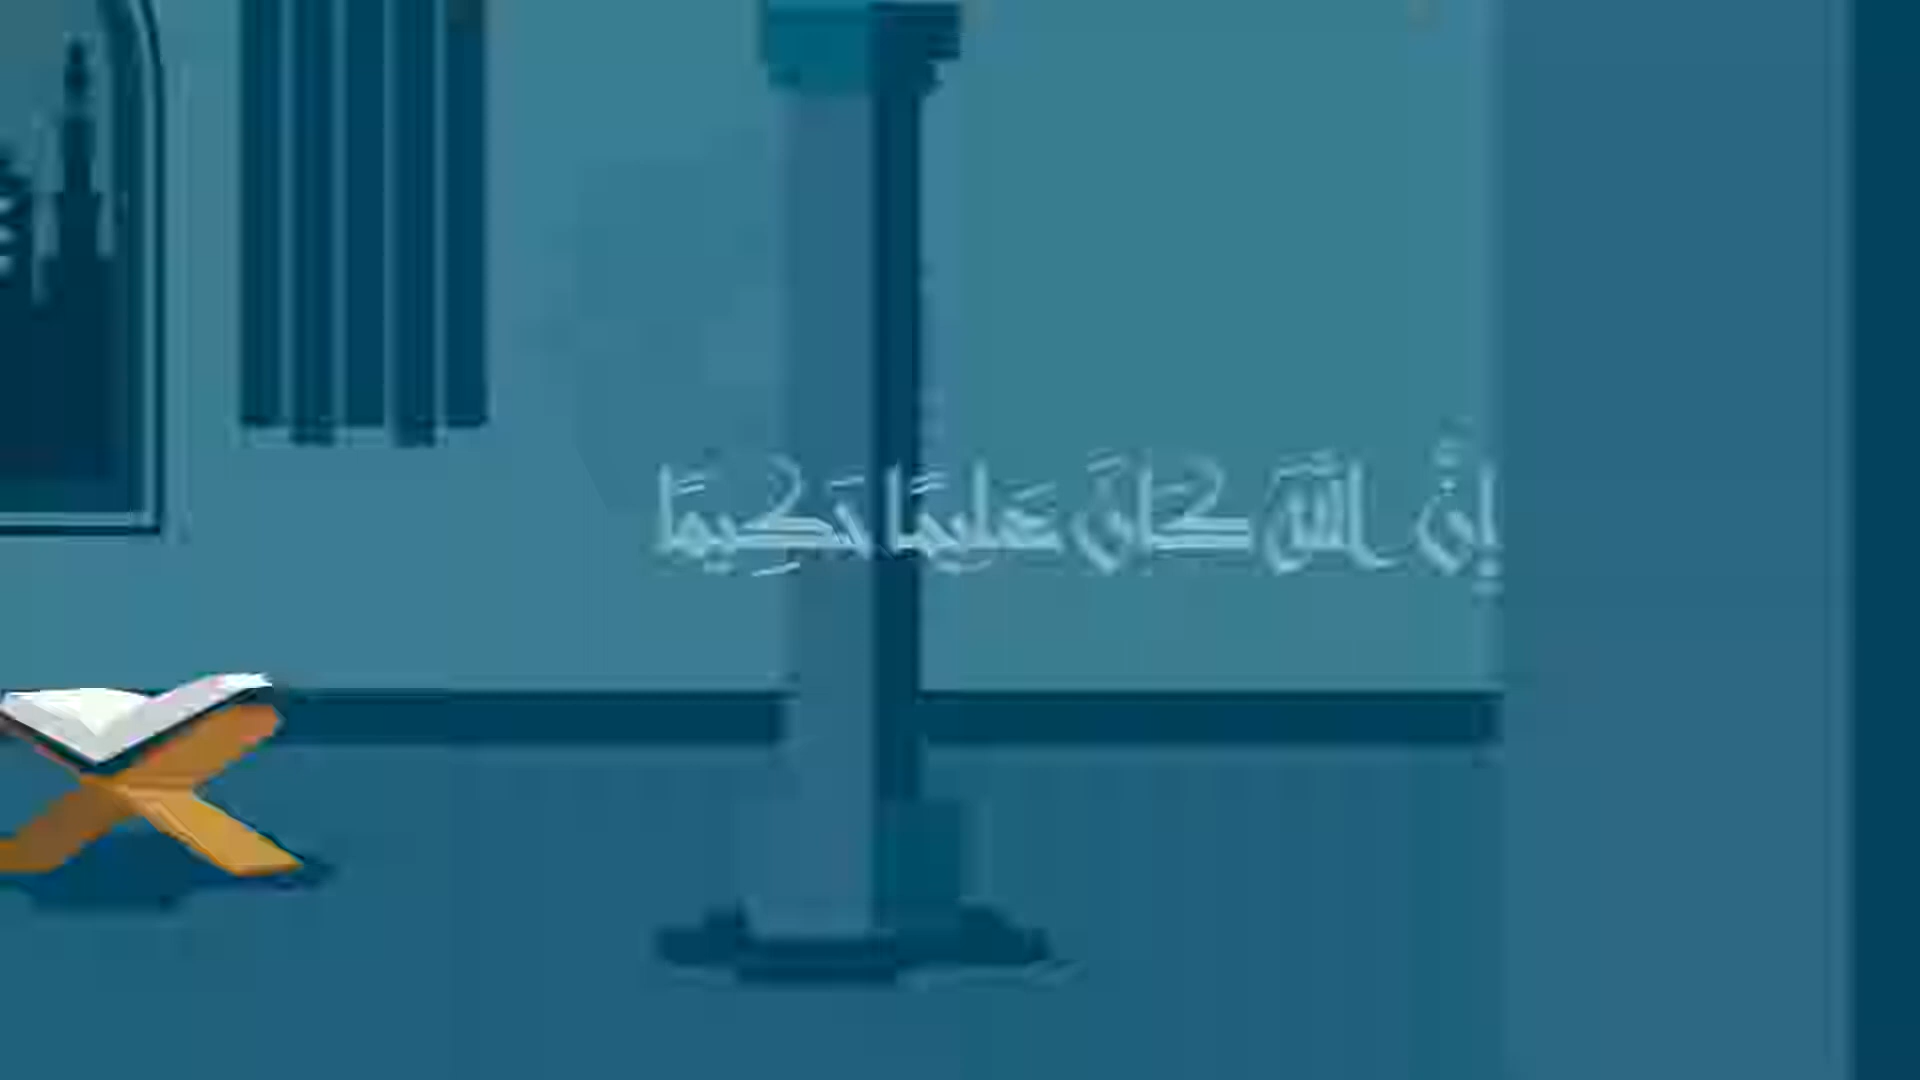 إِنَّ اللَّهَ كَانَ عَلِيمًا حَكِيمًا